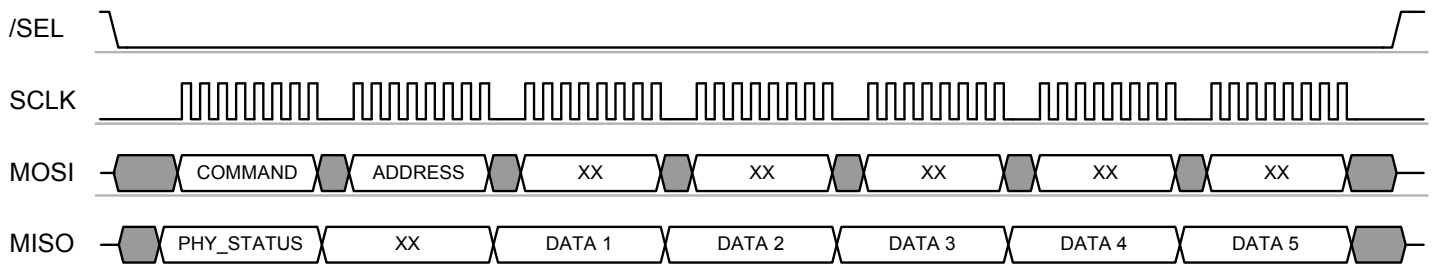 /SEL
SCLK
MOSI COMMAND ADDRESS XX XX XX XX XX
MISO PHY_STATUS XX DATA 1 DATA 2 DATA 3 DATA 4 DATA 5